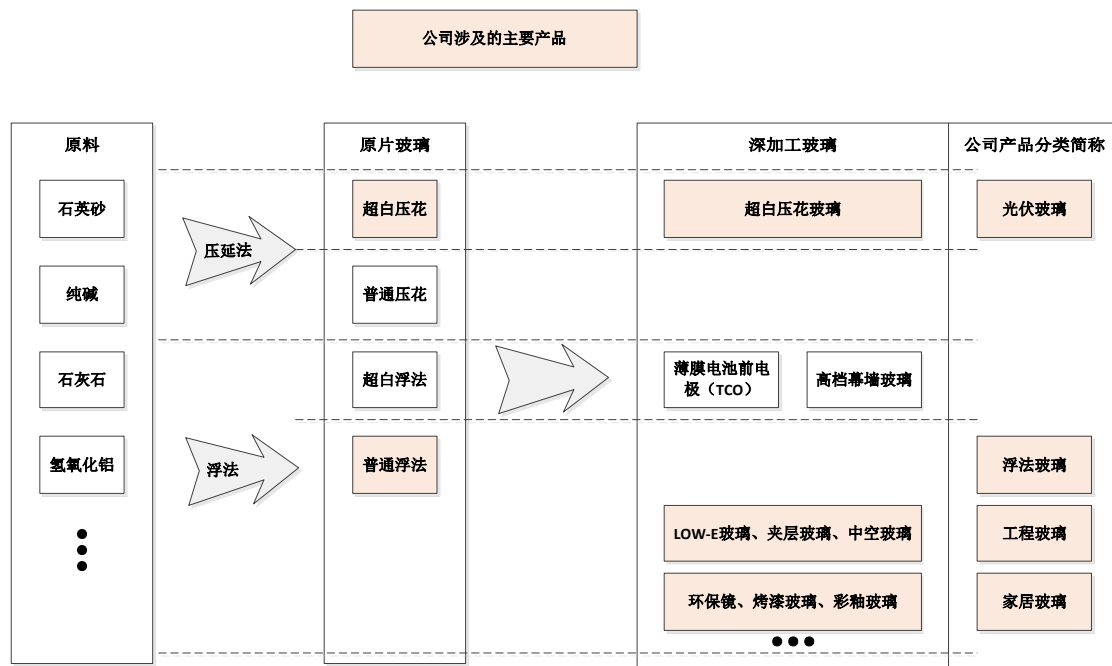 公司涉及的主要产品
原料
原片玻璃
深加工玻璃
公司产品分类简称
石英砂
压延法
超白压花
超白压花玻璃
光伏玻璃
纯碱
普通压花
石灰石
超白浮法
薄膜电池前电
极（TCO）
高档幕墙玻璃
氢氧化铝
浮法
普通浮法
浮法玻璃
LOW-E玻璃、夹层玻璃、中空玻璃
工程玻璃
环保镜、烤漆玻璃、彩釉玻璃
家居玻璃